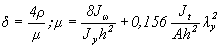 δ = 4ρ/μ ; μ = 8J_ω/(J_y h²) + 0,156 J_t/(Ah²) λ_y²